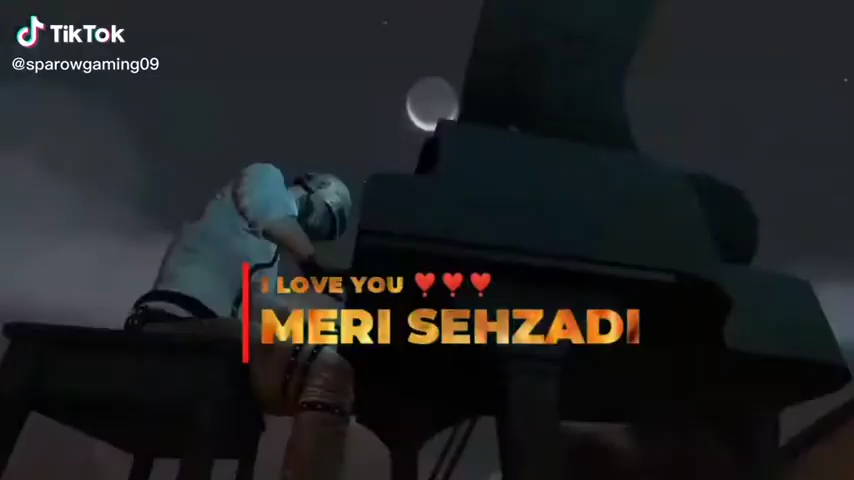 TikTok
@sparowgaming09
I LOVE YOU ❤❤❤
MERI SEHZADI